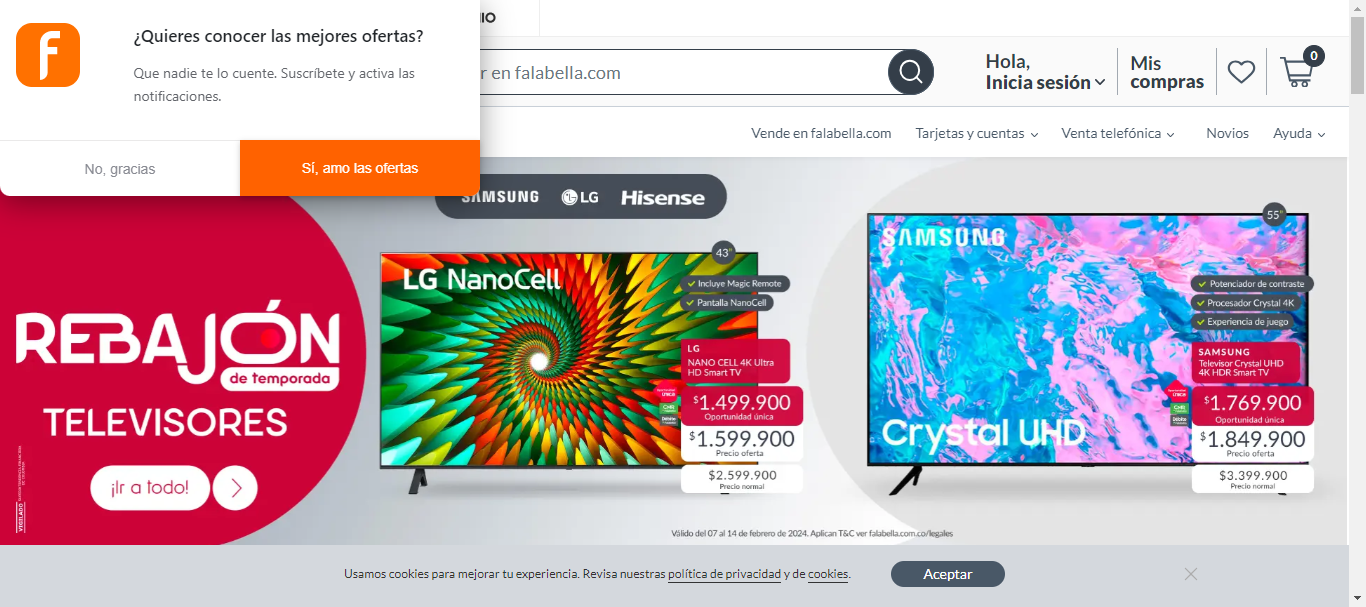 IO
¿Quieres conocer las mejores ofertas?
Que nadie te lo cuente. Suscríbete y activa las
notificaciones.
No, gracias
Sí, amo las ofertas
r en falabella.com
Hola,
Inicia sesión
Mis
compras
0
Vende en falabella.com
Tarjetas y cuentas
Venta telefónica
Novios
Ayuda
SAMSUNG
LG
Hisense
REBAJÓN
de temporada
TELEVISORES
¡Ir a todo!
VIGILADO
43"
LG NanoCell
Incluye Magic Remote
Pantalla NanoCell
LG
NANO CELL 4K Ultra
HD Smart TV
$1.499.900
Oportunidad única
$1.599.900
Precio oferta
$2.599.900
Precio normal
55"
SAMSUNG
Potenciador de contraste
Procesador Crystal 4K
Experiencia de juego
SAMSUNG
Televisor Crystal UHD
4K HDR Smart TV
$1.769.900
Oportunidad única
Crystal UHD
$1.849.900
Precio oferta
$3.399.900
Precio normal
Válido del 07 al 14 de febrero de 2024. Aplican T&C ver falabella.com.co/legales
Usamos cookies para mejorar tu experiencia. Revisa nuestras política de privacidad y de cookies.
Aceptar